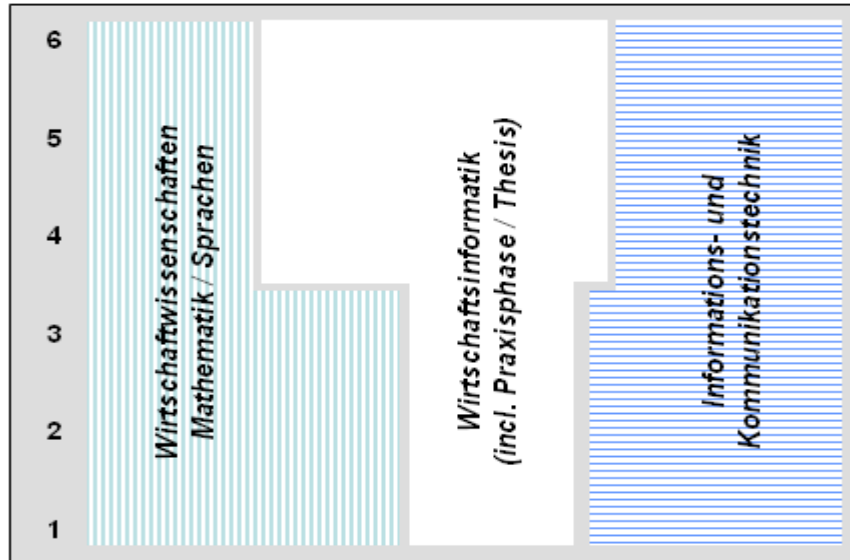 6
5
4
3
2
1
Wirtschaftwissenschaften
Mathematik / Sprachen
Wirtschaftsinformatik
(incl. Praxisphase / Thesis)
Informations- und
Kommunikationstechnik